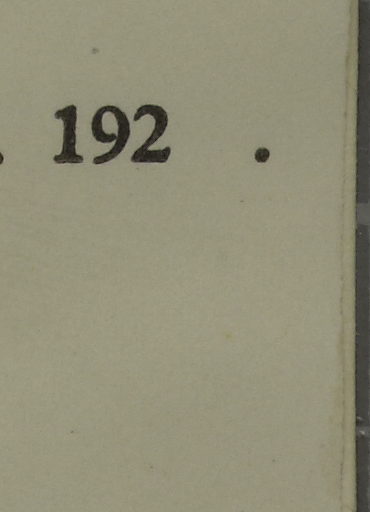 . 192 .